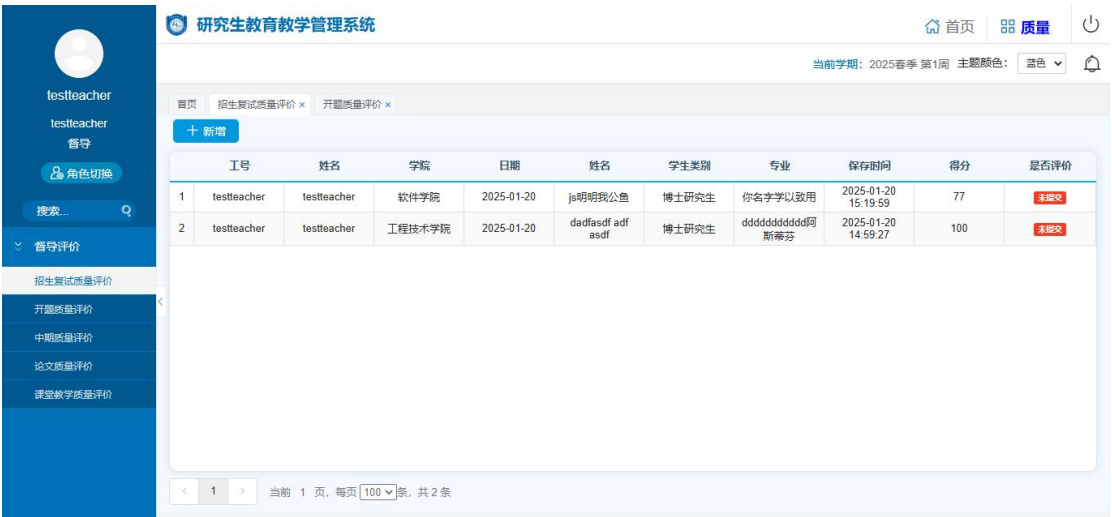 研究生教育教学管理系统
首页 质量
当前学期：2025春季 第1周 主题颜色： 蓝色
testteacher
testteacher
督导
角色切换
搜索...
督导评价
招生复试质量评价
开题质量评价
中期质量评价
论文质量评价
课堂教学质量评价
首页 招生复试质量评价 × 开题质量评价 ×
＋ 新增
工号 姓名 学院 日期 姓名 学生类别 专业 保存时间 得分 是否评价
1 testteacher testteacher 软件学院 2025-01-20 js明明我公鱼 博士研究生 你名字学以致用 2025-01-20 15:19:59 77 未提交
2 testteacher testteacher 工程技术学院 2025-01-20 dadfasdf adf asdf 博士研究生 ddddddddddd阿斯蒂芬 2025-01-20 14:59:27 100 未提交
< 1 > 当前 1 页, 每页 100 条, 共 2 条